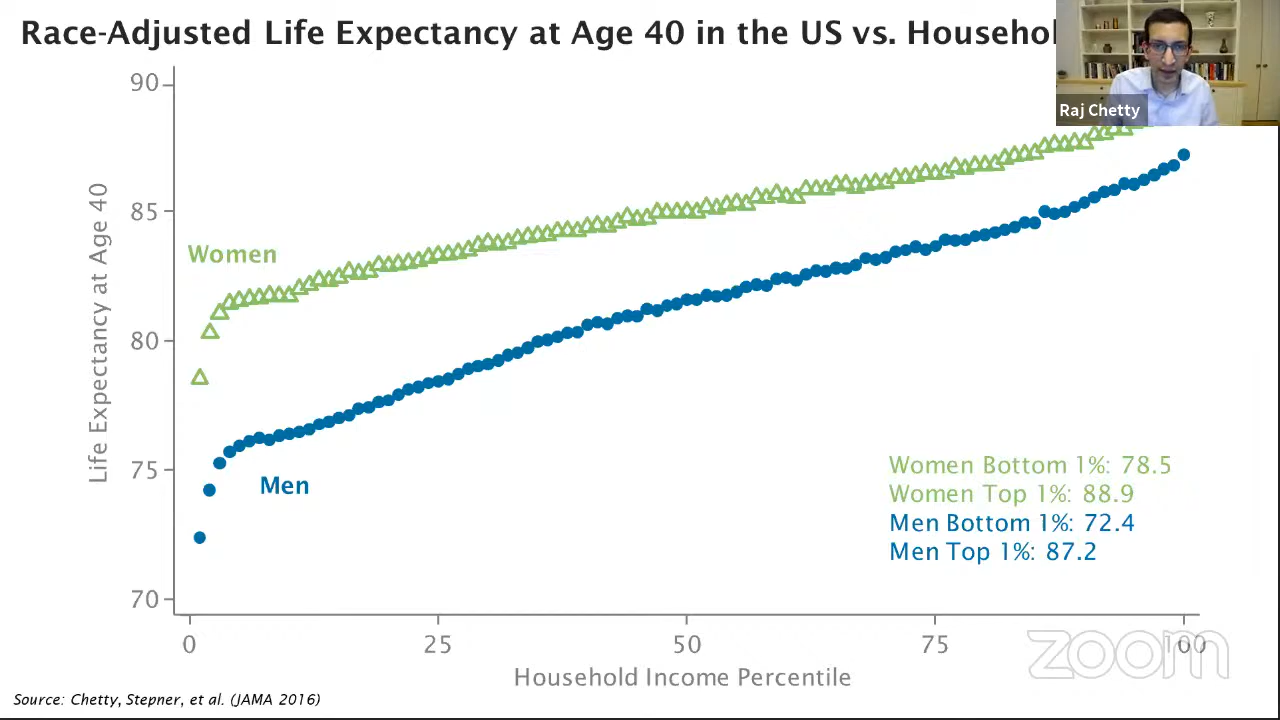 Race-Adjusted Life Expectancy at Age 40 in the US vs.
Raj Chetty
90
85
80
75
70
Life Expectancy at Age 40
Women
Men
Women Bottom 1%: 78.5
Women Top 1%: 88.9
Men Bottom 1%: 72.4
Men Top 1%: 87.2
0
25
50
75
100
zoom
Household Income Percentile
Source: Chetty, Stepner, et al. (JAMA 2016)